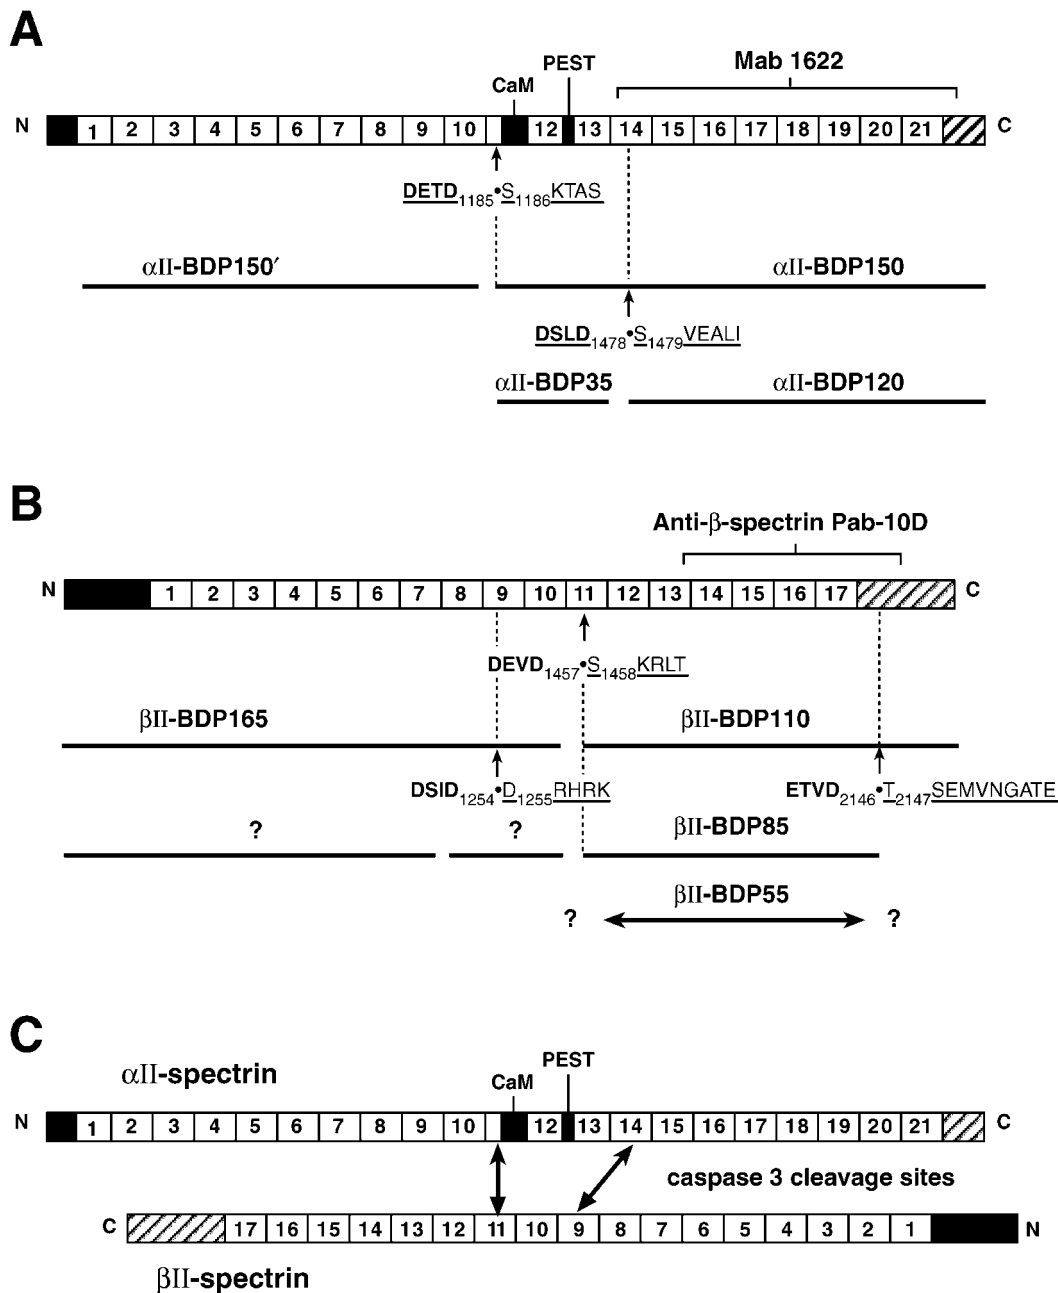 A
PEST
Mab 1622
CaM
N 1 2 3 4 5 6 7 8 9 10 12 13 14 15 16 17 18 19 20 21 C
DETD1185•S1186KTAS
αII-BDP150′ αII-BDP150
DSLD1478•S1479VEALI
αII-BDP35 αII-BDP120
B
Anti-β-spectrin Pab-10D
N 1 2 3 4 5 6 7 8 9 10 11 12 13 14 15 16 17 C
DEVD1457•S1458KRLT
βII-BDP165 βII-BDP110
DSID1254•D1255RHRK ETVD2146•T2147SEMVNGATE
? ? βII-BDP85
βII-BDP55
? ?
C
αII-spectrin
PEST
CaM
N 1 2 3 4 5 6 7 8 9 10 12 13 14 15 16 17 18 19 20 21 C
caspase 3 cleavage sites
C 17 16 15 14 13 12 11 10 9 8 7 6 5 4 3 2 1 N
βII-spectrin